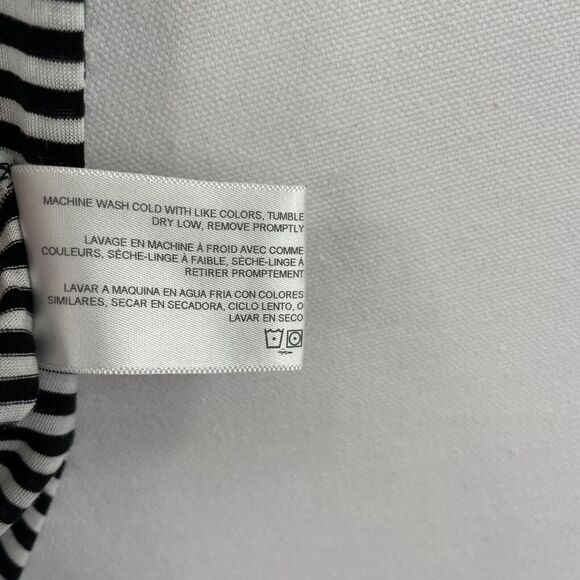 MACHINE WASH COLD WITH LIKE COLORS, TUMBLE
DRY LOW, REMOVE PROMPTLY
LAVAGE EN MACHINE À FROID AVEC COMME
COULEURS, SÈCHE-LINGE À FAIBLE, SÈCHE-LINGE À
RETIRER PROMPTEMENT
LAVAR A MAQUINA EN AGUA FRIA CON COLORES
SIMILARES, SECAR EN SECADORA, CICLO LENTO, O
LAVAR EN SECO